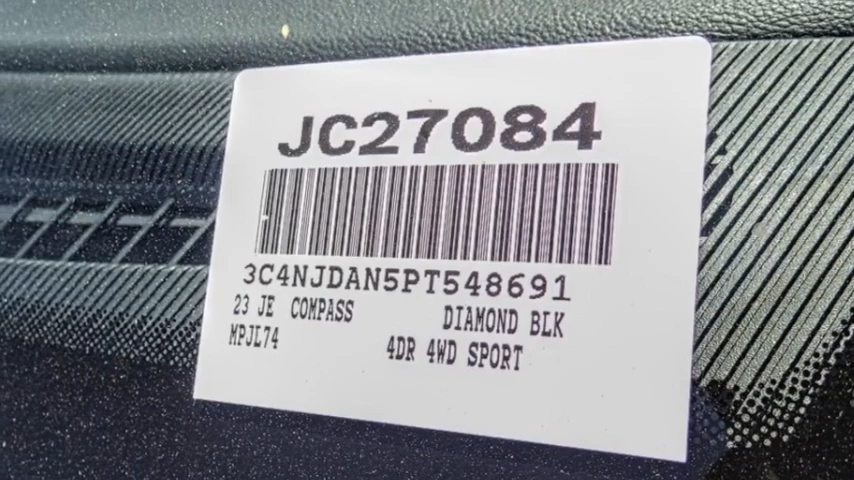 JC27084
3C4NJDAN5PT548691
23 JE COMPASS DIAMOND BLK
MPJL74 4DR 4WD SPORT